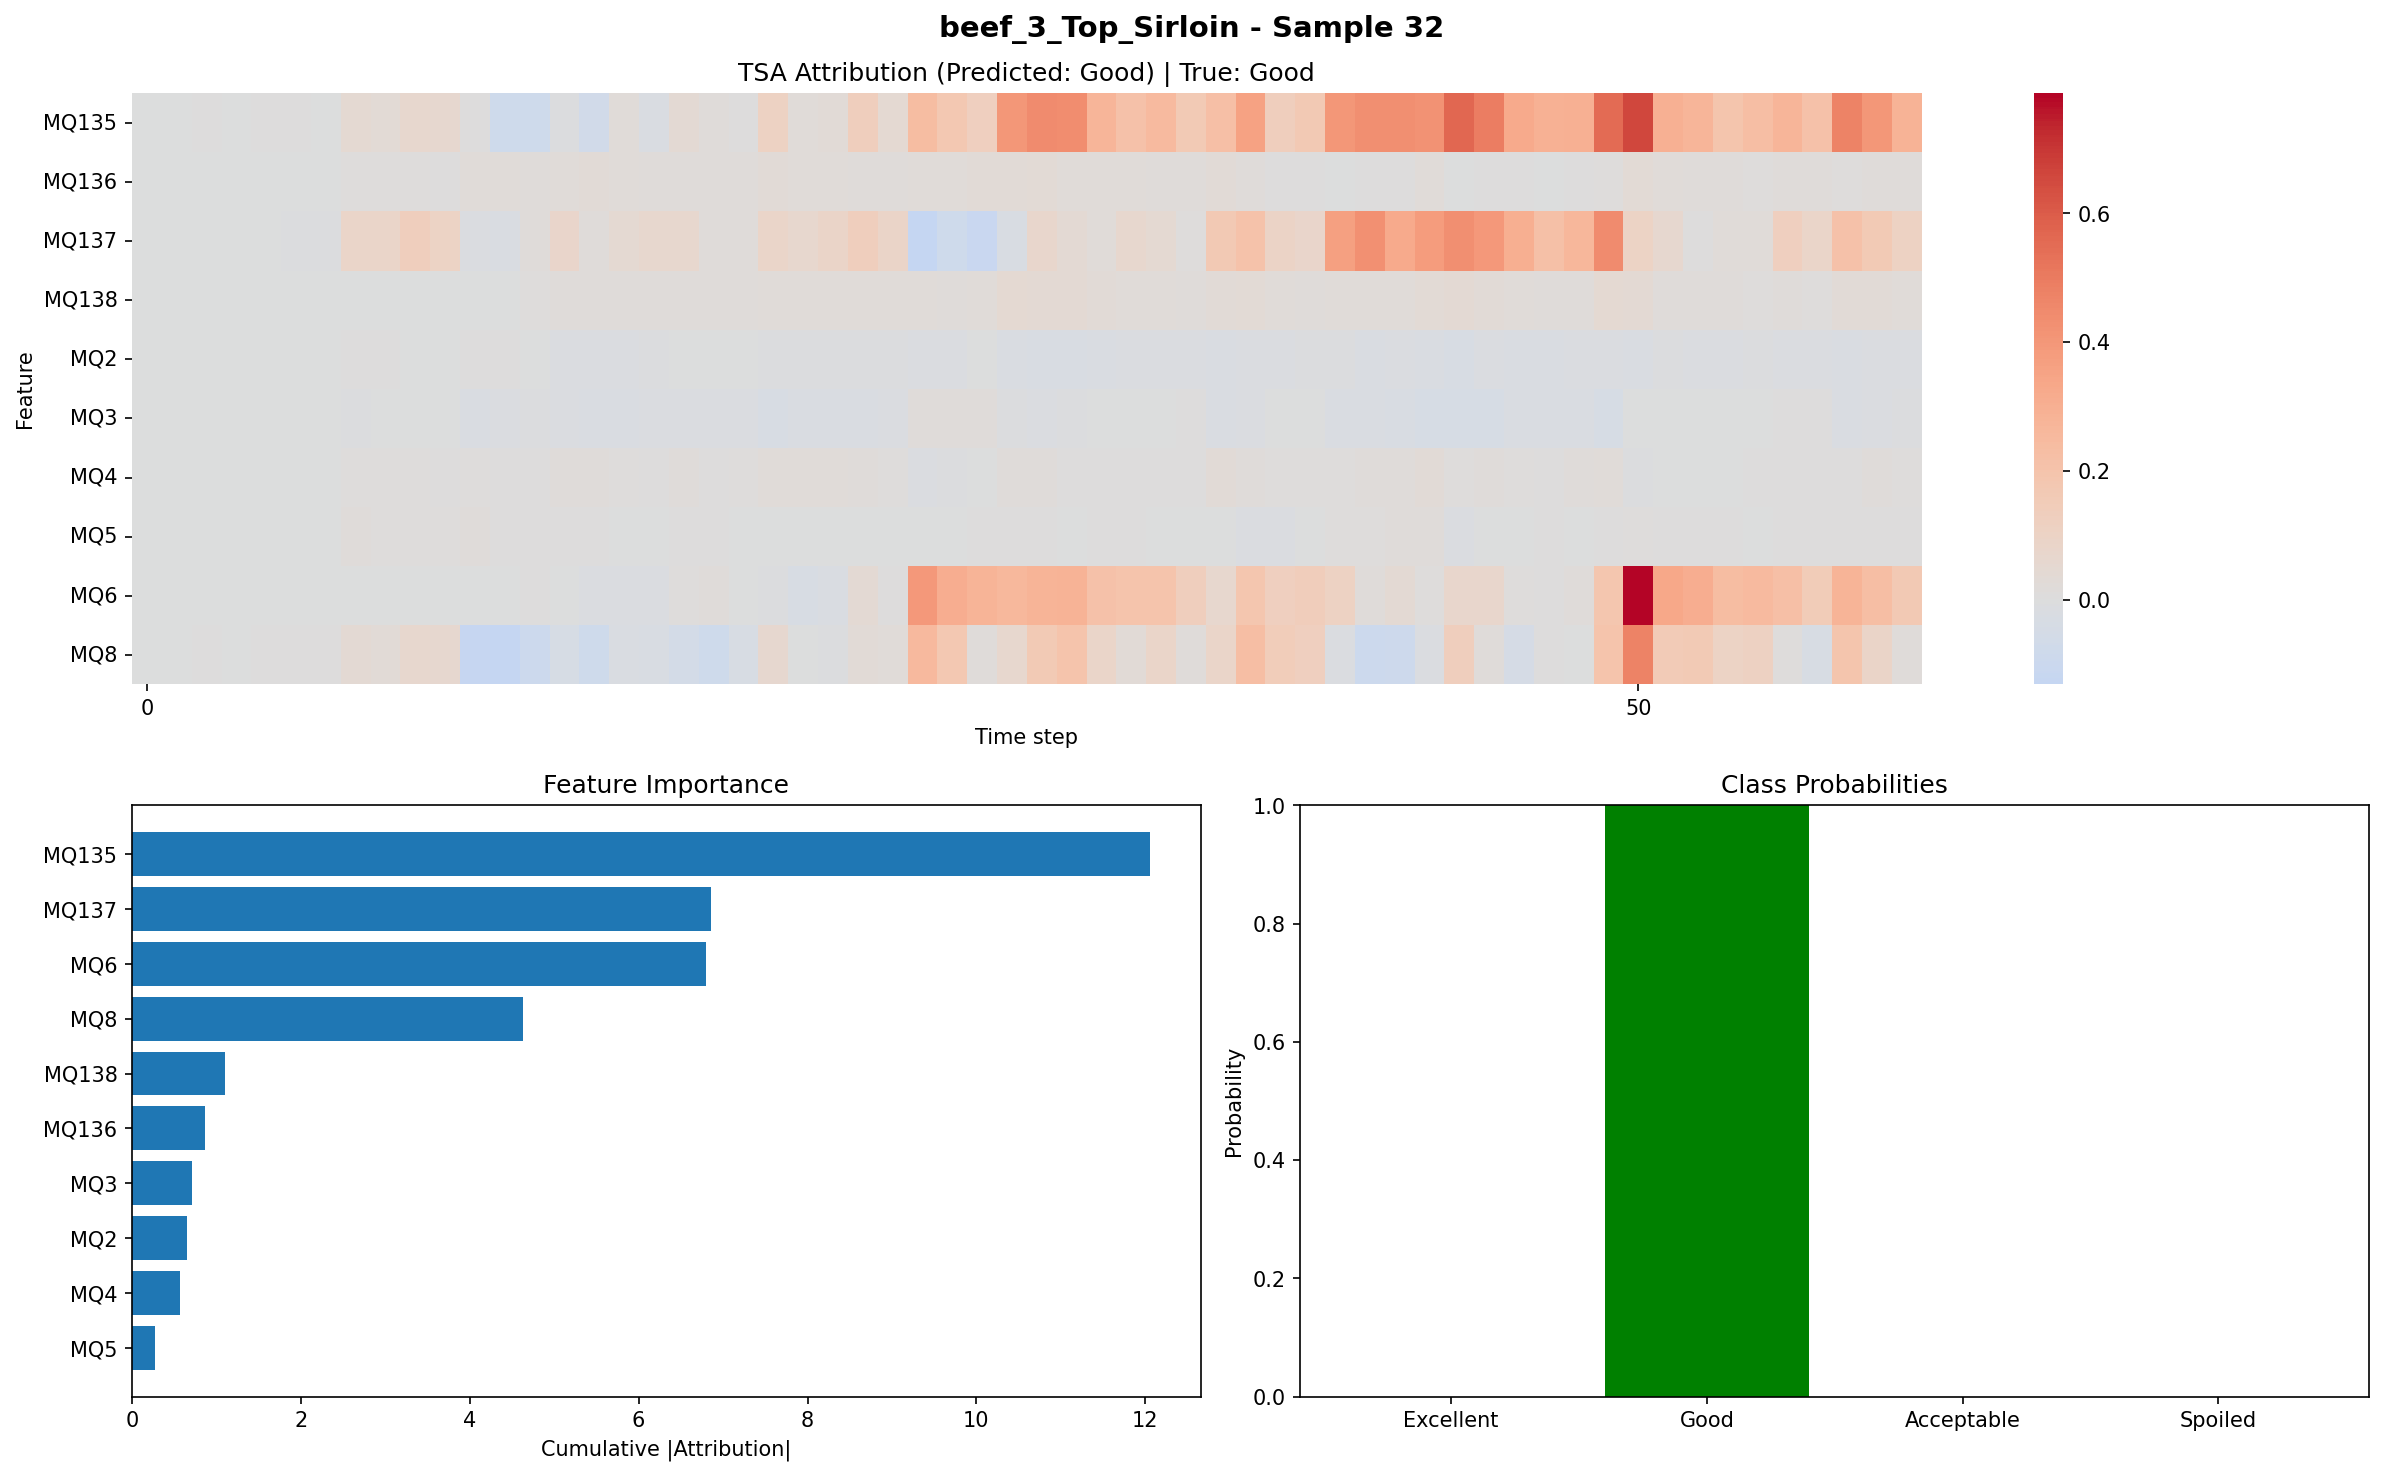 beef_3_Top_Sirloin - Sample 32
TSA Attribution (Predicted: Good) | True: Good
Feature
MQ135
MQ136
MQ137
MQ138
MQ2
MQ3
MQ4
MQ5
MQ6
MQ8
0
50
Time step
0.6
0.4
0.2
0.0
Feature Importance
MQ135
MQ137
MQ6
MQ8
MQ138
MQ136
MQ3
MQ2
MQ4
MQ5
0
2
4
6
8
10
12
Cumulative |Attribution|
Class Probabilities
Probability
1.0
0.8
0.6
0.4
0.2
0.0
Excellent
Good
Acceptable
Spoiled